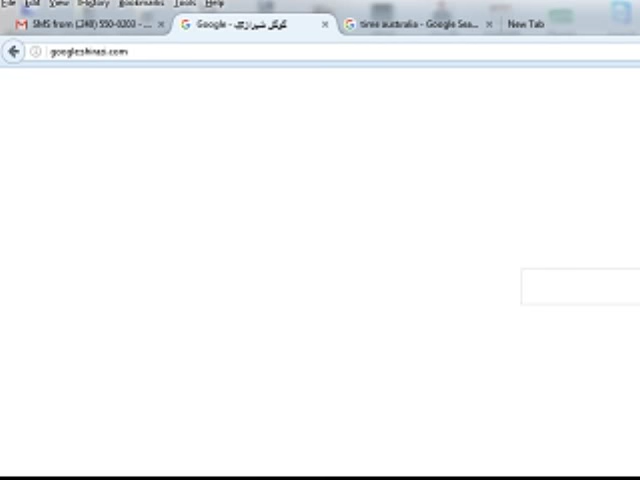 File Edit View History Bookmarks Tools Help
SMS from (240) 550-0203 - ... Google - گوگل شیرازی time australia - Google Sea... New Tab
googleshirazi.com